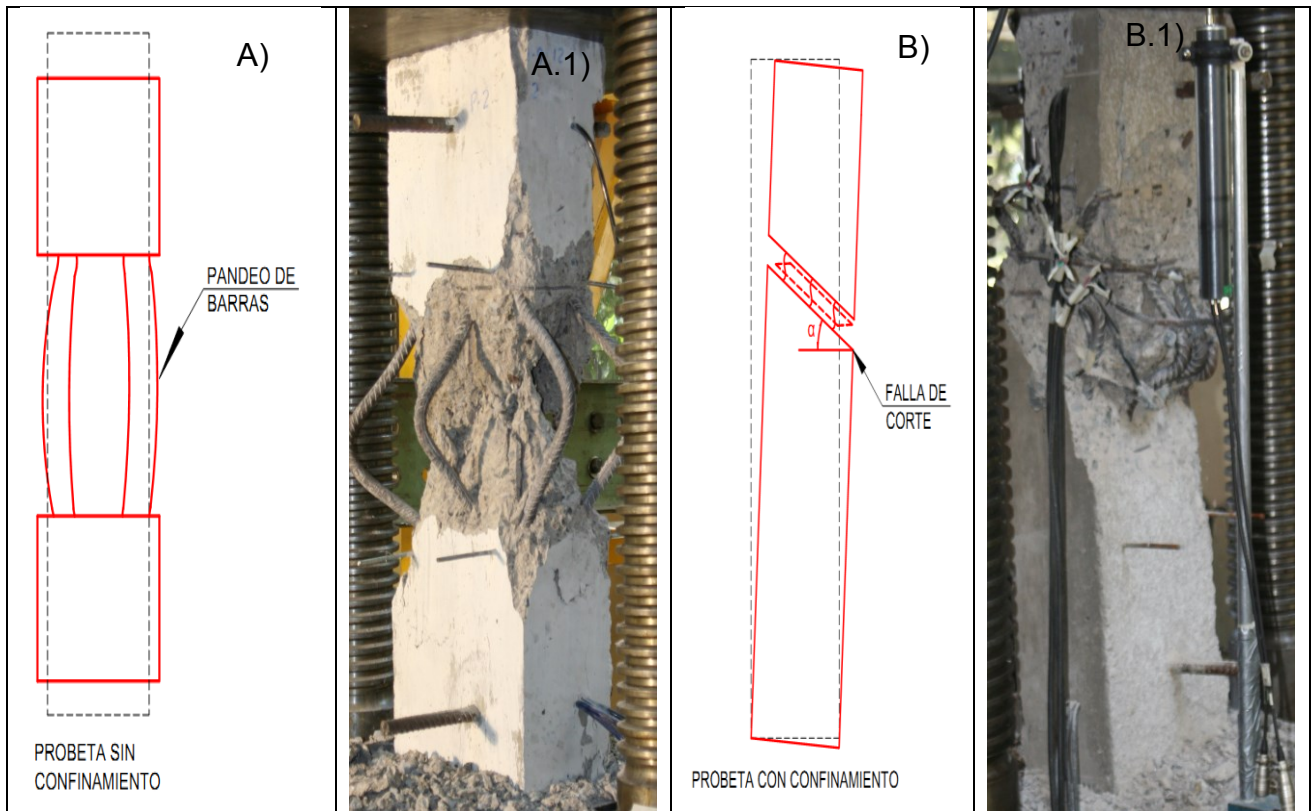 A)
PANDEO DE
BARRAS
PROBETA SIN
CONFINAMIENTO
A.1)
B)
α
FALLA DE
CORTE
PROBETA CON CONFINAMIENTO
B.1)